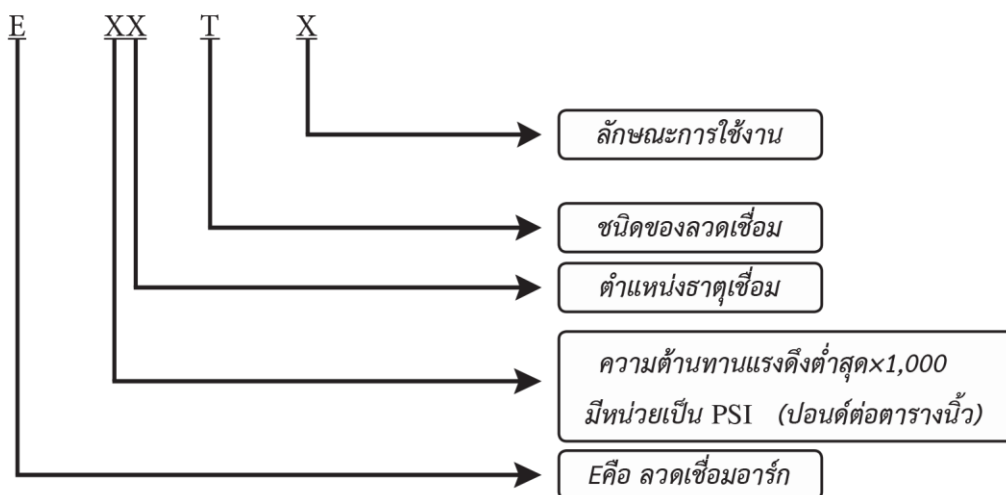 E XX T X
ลักษณะการใช้งาน
ชนิดของลวดเชื่อม
ตำแหน่งธาตุเชื่อม
ความต้านทานแรงดึงต่ำสุด×1,000
มีหน่วยเป็น PSI (ปอนด์ต่อตารางนิ้ว)
Eคือ ลวดเชื่อมอาร์ก